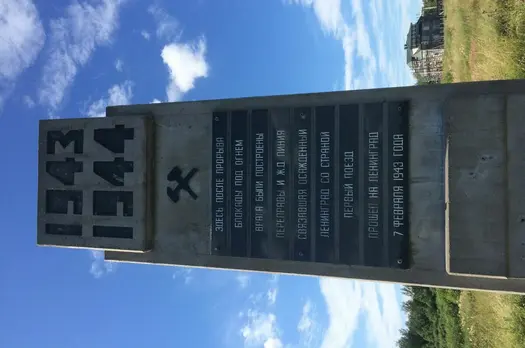 1943
1944
ЗДЕСЬ ПОСЛЕ ПРОРЫВА
БЛОКАДЫ ПОД ОГНЕМ
ВРАГА БЫЛИ ПОСТРОЕНЫ
ПЕРЕПРАВЫ И Ж.Д. ЛИНИЯ
СВЯЗАВШАЯ ОСАЖДЕННЫЙ
ЛЕНИНГРАД СО СТРАНОЙ
ПЕРВЫЙ ПОЕЗД
ПРИШЕЛ НА ЛЕНИНГРАД
7 ФЕВРАЛЯ 1943 ГОДА